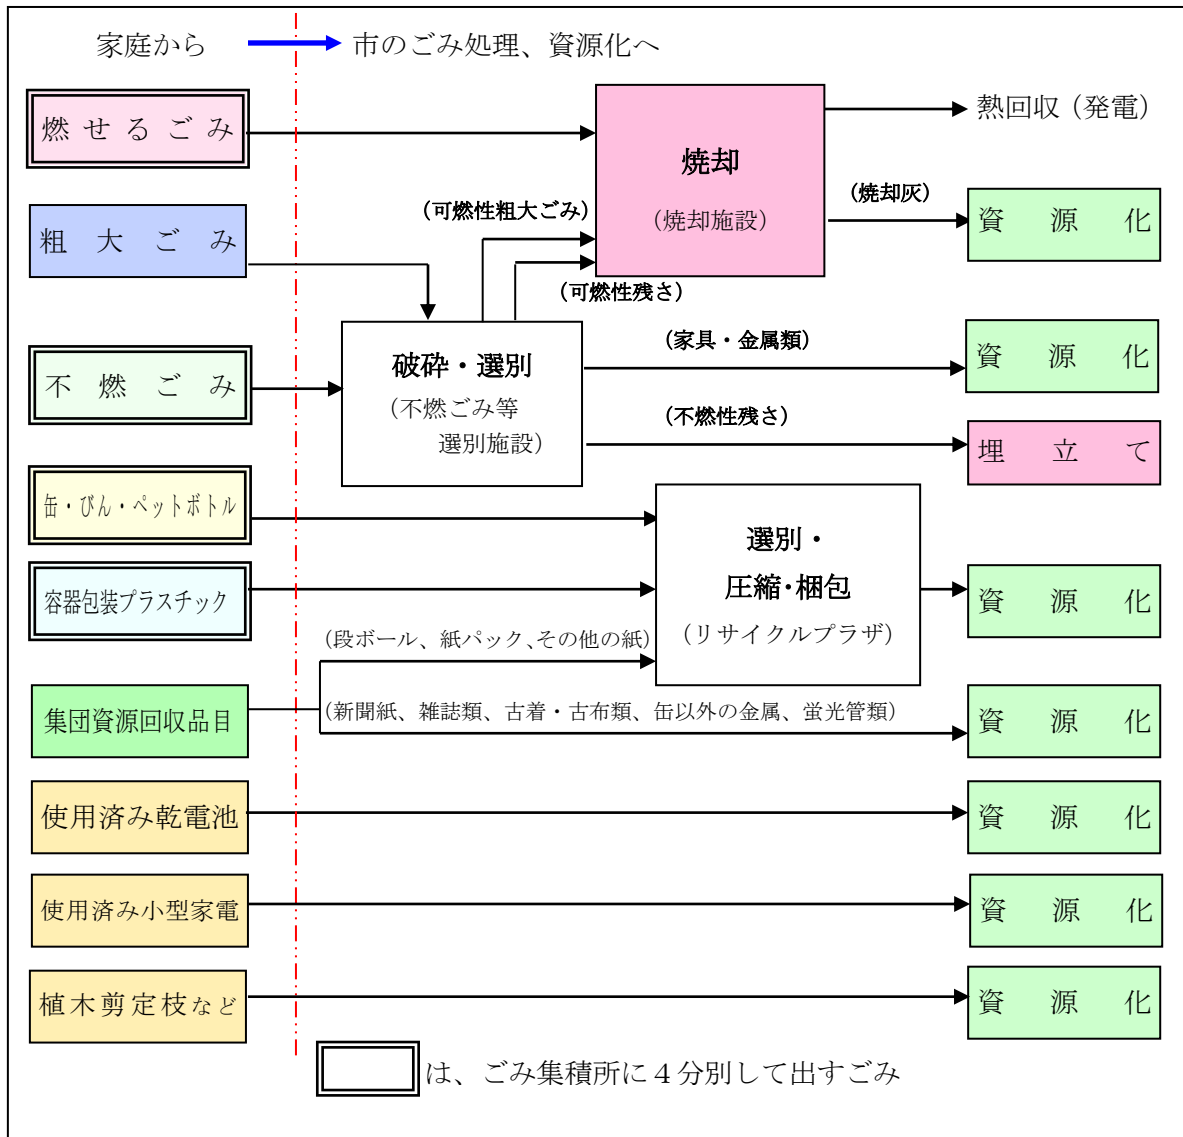 家庭から
市のごみ処理、資源化へ
燃せるごみ
焼却
(焼却施設)
熱回収(発電)
(焼却灰)
資源化
粗大ごみ
(可燃性粗大ごみ)
(可燃性残さ)
不燃ごみ
破砕・選別
(不燃ごみ等
選別施設)
(家具・金属類)
資源化
(不燃性残さ)
埋立て
缶・びん・ペットボトル
容器包装プラスチック
選別・
圧縮・梱包
(リサイクルプラザ)
資源化
(段ボール、紙パック、その他の紙)
集団資源回収品目
(新聞紙、雑誌類、古着・古布類、缶以外の金属、蛍光管類)
資源化
使用済み乾電池
資源化
使用済み小型家電
資源化
植木剪定枝など
資源化
は、ごみ集積所に4分別して出すごみ